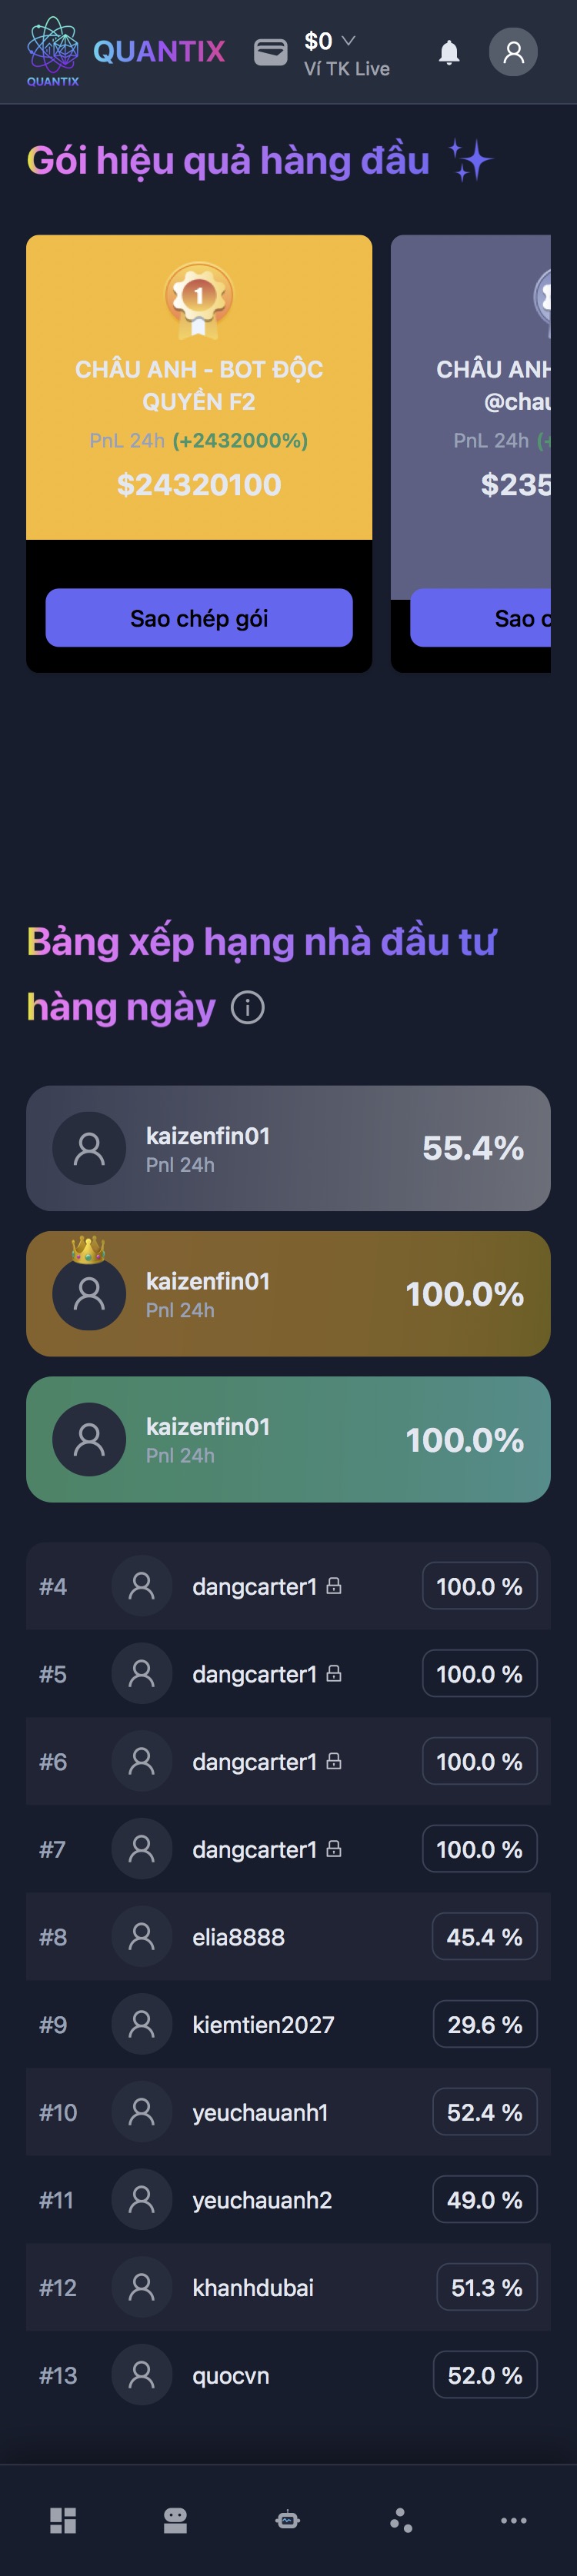 QUANTIX
QUANTIX
$0
Ví TK Live
Gói hiệu quả hàng đầu
1
CHÂU ANH - BOT ĐỘC
QUYỀN F2
PnL 24h (+2432000%)
$24320100
Sao chép gói
CHÂU ANH
@chau
PnL 24h (+
$235
Sao c
Bảng xếp hạng nhà đầu tư
hàng ngày
kaizenfin01
Pnl 24h
55.4%
kaizenfin01
Pnl 24h
100.0%
kaizenfin01
Pnl 24h
100.0%
#4 dangcarter1 100.0 %
#5 dangcarter1 100.0 %
#6 dangcarter1 100.0 %
#7 dangcarter1 100.0 %
#8 elia8888 45.4 %
#9 kiemtien2027 29.6 %
#10 yeuchauanh1 52.4 %
#11 yeuchauanh2 49.0 %
#12 khanhdubai 51.3 %
#13 quocvn 52.0 %